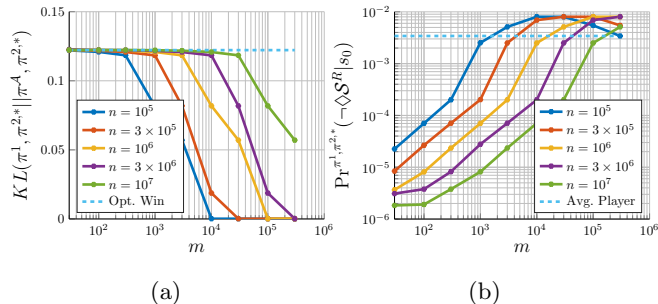 KL(π^1, π^{2,*}||π^A, π^{2,*})
0.15
0.1
0.05
0
n = 10^5
n = 3 × 10^5
n = 10^6
n = 3 × 10^6
n = 10^7
Opt. Win
10^2
10^3
10^4
10^5
10^6
m
(a)
Pr^{π^1,π^{2,*}}(¬◊S^R|s_0)
10^{-2}
10^{-3}
10^{-4}
10^{-5}
10^{-6}
n = 10^5
n = 3 × 10^5
n = 10^6
n = 3 × 10^6
n = 10^7
Avg. Player
10^2
10^3
10^4
10^5
10^6
m
(b)